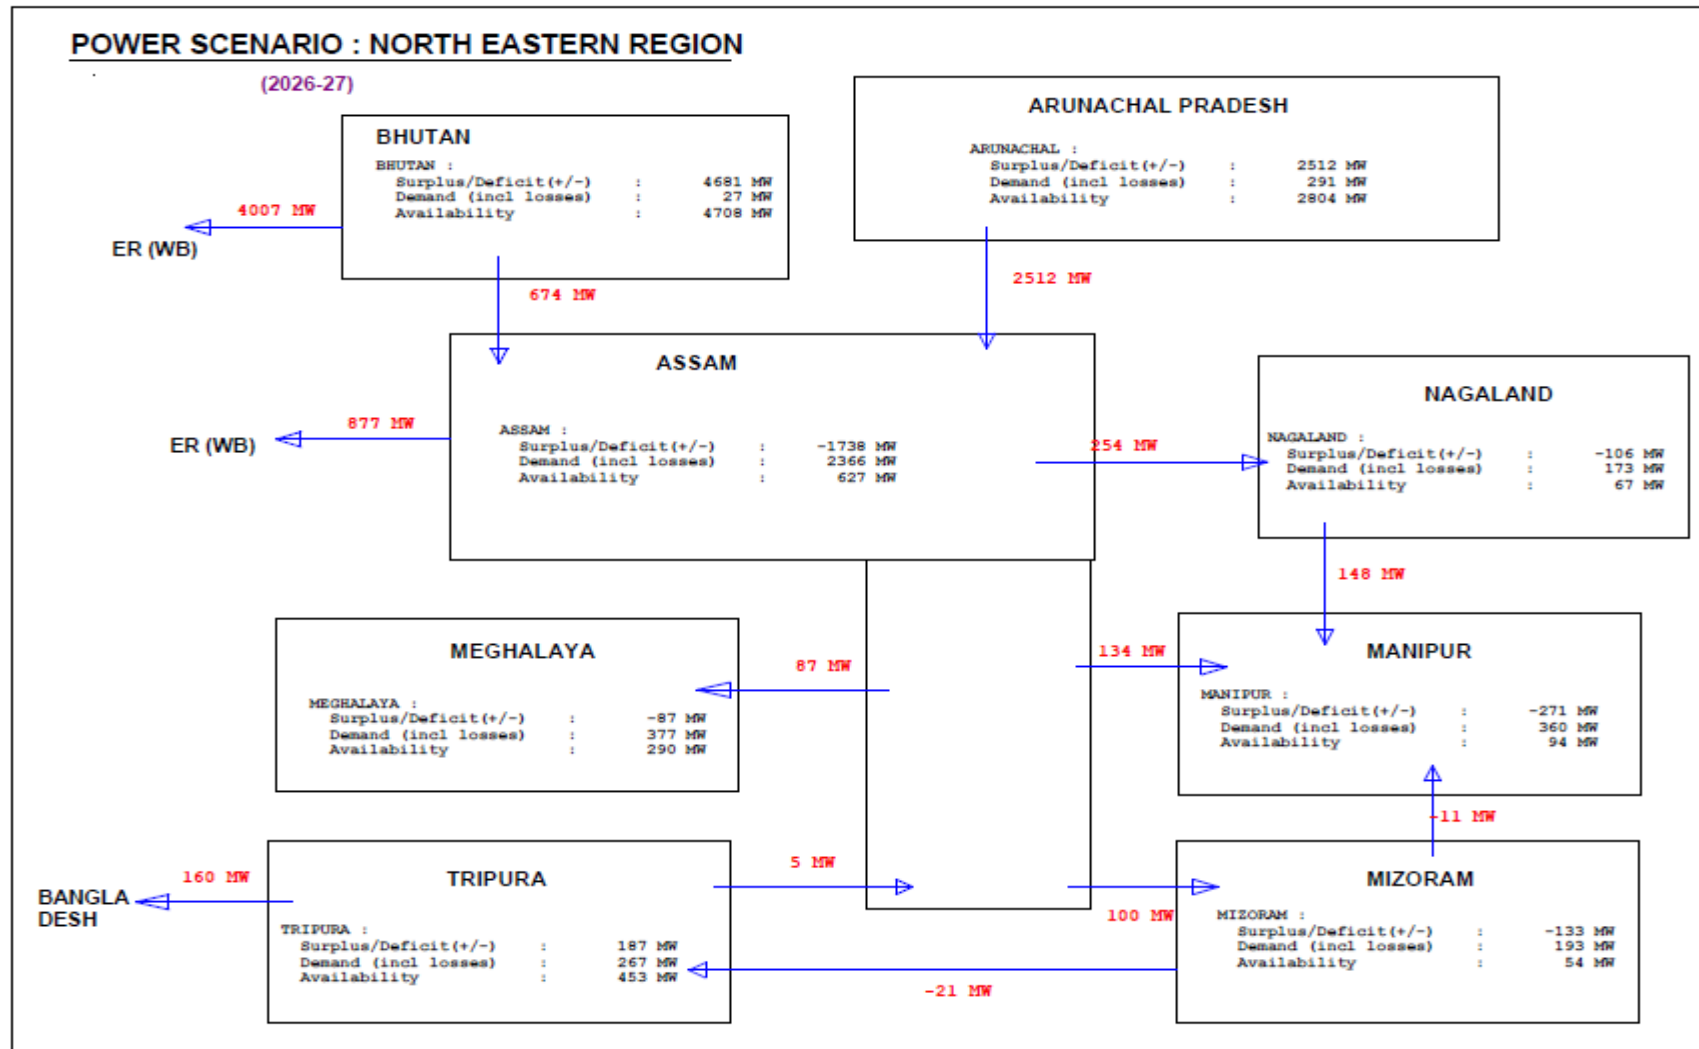 POWER SCENARIO : NORTH EASTERN REGION
(2026-27)
BHUTAN
BHUTAN :
Surplus/Deficit(+/-) : 4681 MW
Demand (incl losses) : 27 MW
Availability : 4708 MW
4007 MW
ER (WB)
674 MW
ARUNACHAL PRADESH
ARUNACHAL :
Surplus/Deficit(+/-) : 2512 MW
Demand (incl losses) : 291 MW
Availability : 2804 MW
2512 MW
ASSAM
ASSAM :
Surplus/Deficit(+/-) : -1738 MW
Demand (incl losses) : 2366 MW
Availability : 627 MW
877 MW
ER (WB)
254 MW
NAGALAND
NAGALAND :
Surplus/Deficit(+/-) : -106 MW
Demand (incl losses) : 173 MW
Availability : 67 MW
148 MW
MEGHALAYA
MEGHALAYA :
Surplus/Deficit(+/-) : -87 MW
Demand (incl losses) : 377 MW
Availability : 290 MW
87 MW
134 MW
MANIPUR
MANIPUR :
Surplus/Deficit(+/-) : -271 MW
Demand (incl losses) : 360 MW
Availability : 94 MW
-11 MW
160 MW
BANGLA
DESH
TRIPURA
TRIPURA :
Surplus/Deficit(+/-) : 187 MW
Demand (incl losses) : 267 MW
Availability : 453 MW
5 MW
100 MW
-21 MW
MIZORAM
MIZORAM :
Surplus/Deficit(+/-) : -133 MW
Demand (incl losses) : 193 MW
Availability : 54 MW